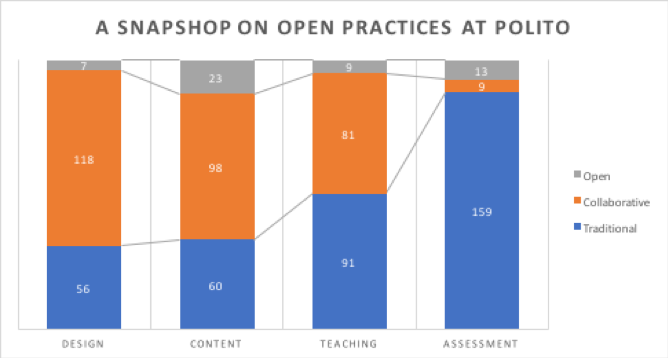 A SNAPSHOP ON OPEN PRACTICES AT POLITO
7 23 9 13
118 98 81 9
56 60 91 159
DESIGN CONTENT TEACHING ASSESSMENT
Open
Collaborative
Traditional